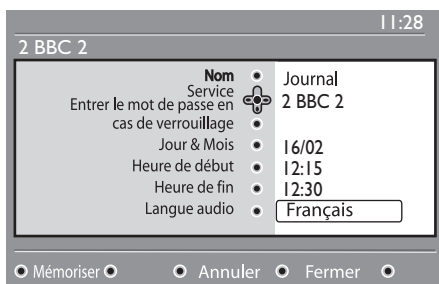 11:28
2 BBC 2
Nom
Journal
Service
2 BBC 2
Entrer le mot de passe en
cas de verrouillage
Jour & Mois
16/02
Heure de début
12:15
Heure de fin
12:30
Langue audio
Français
Mémoriser
Annuler
Fermer